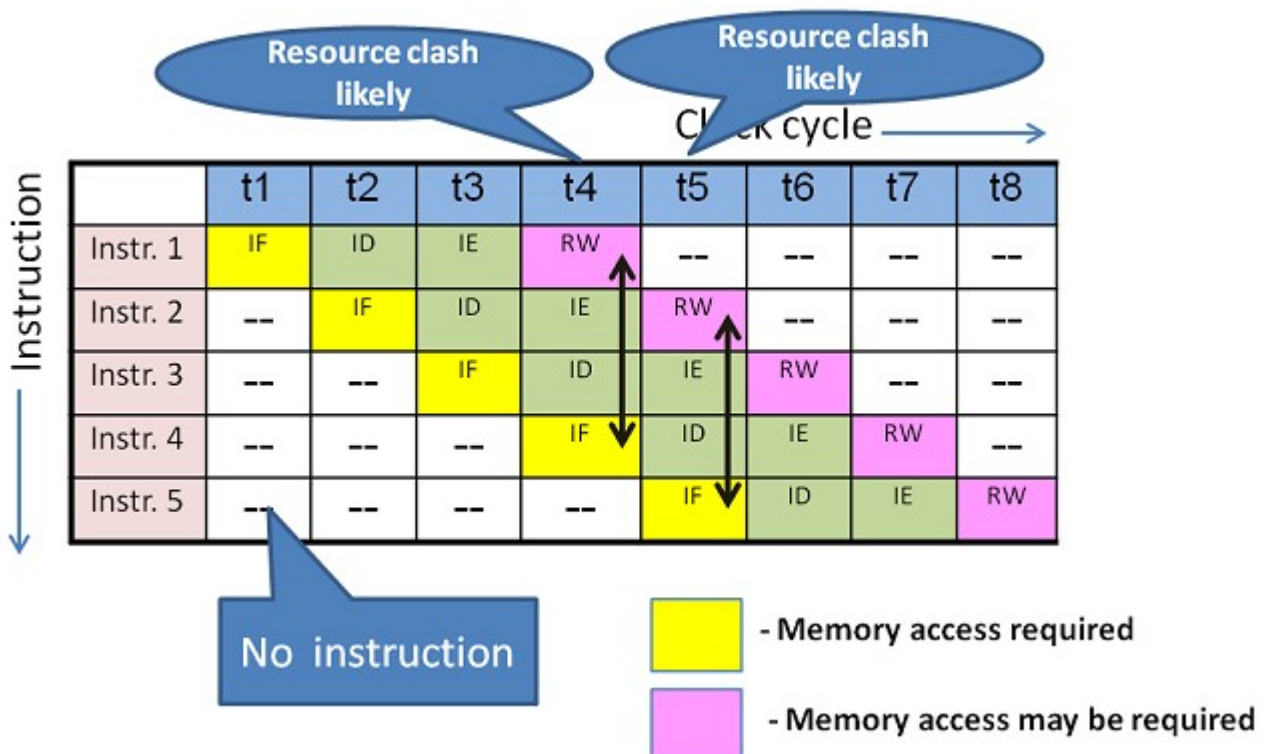 Resource clash
likely
Resource clash
likely
Clock cycle
Instruction
t1 t2 t3 t4 t5 t6 t7 t8
Instr. 1 IF ID IE RW -- -- -- --
Instr. 2 -- IF ID IE RW -- -- --
Instr. 3 -- -- IF ID IE RW -- --
Instr. 4 -- -- -- IF ID IE RW --
Instr. 5 -- -- -- -- IF ID IE RW
No instruction
- Memory access required
- Memory access may be required